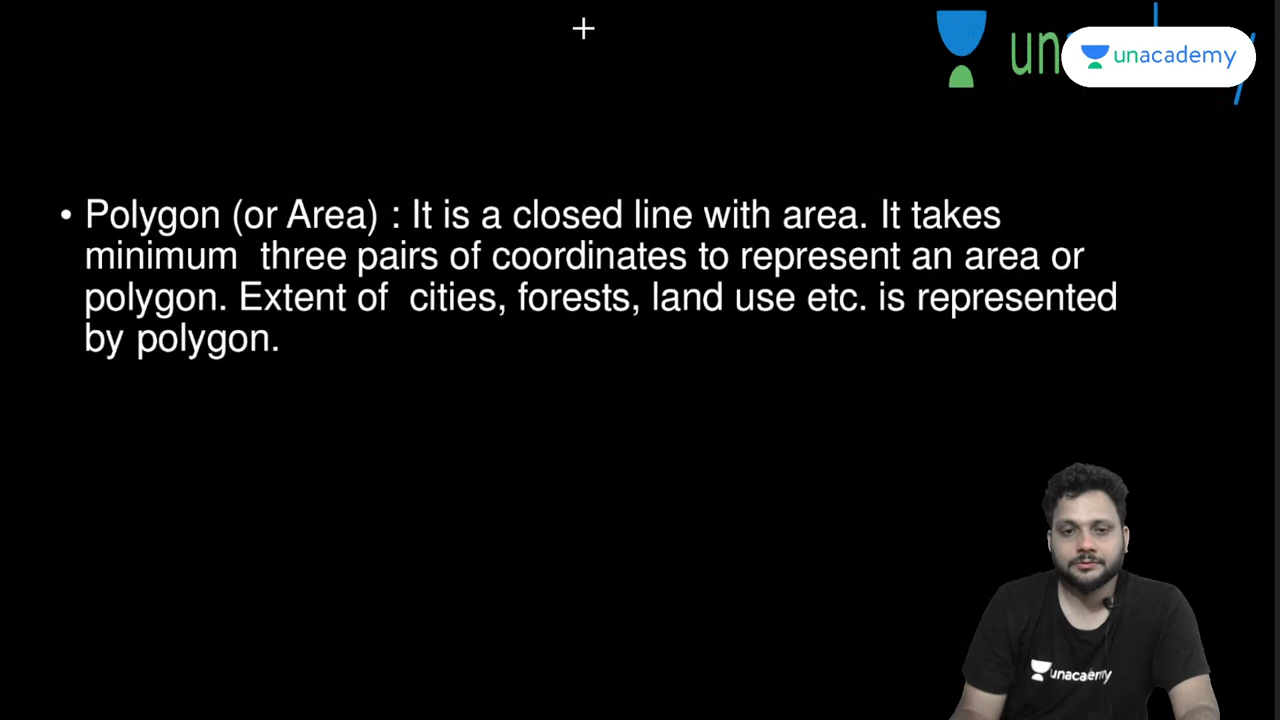 unacademy
• Polygon (or Area) : It is a closed line with area. It takes
minimum three pairs of coordinates to represent an area or
polygon. Extent of cities, forests, land use etc. is represented
by polygon.
unacademy